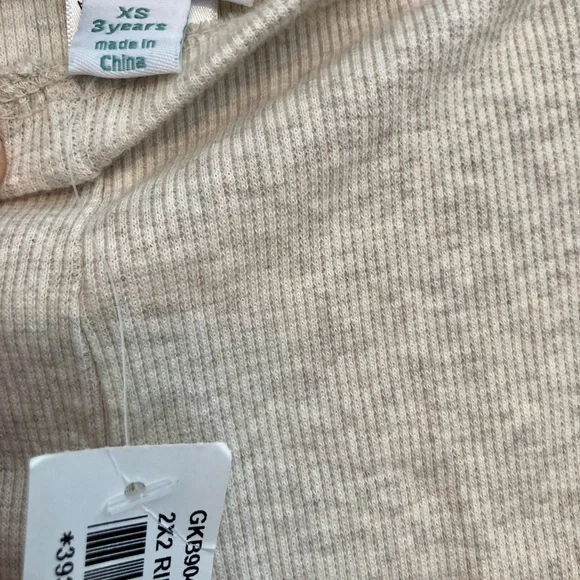 XS
3 years
made in
China
GKB90
2X2 RI
*39